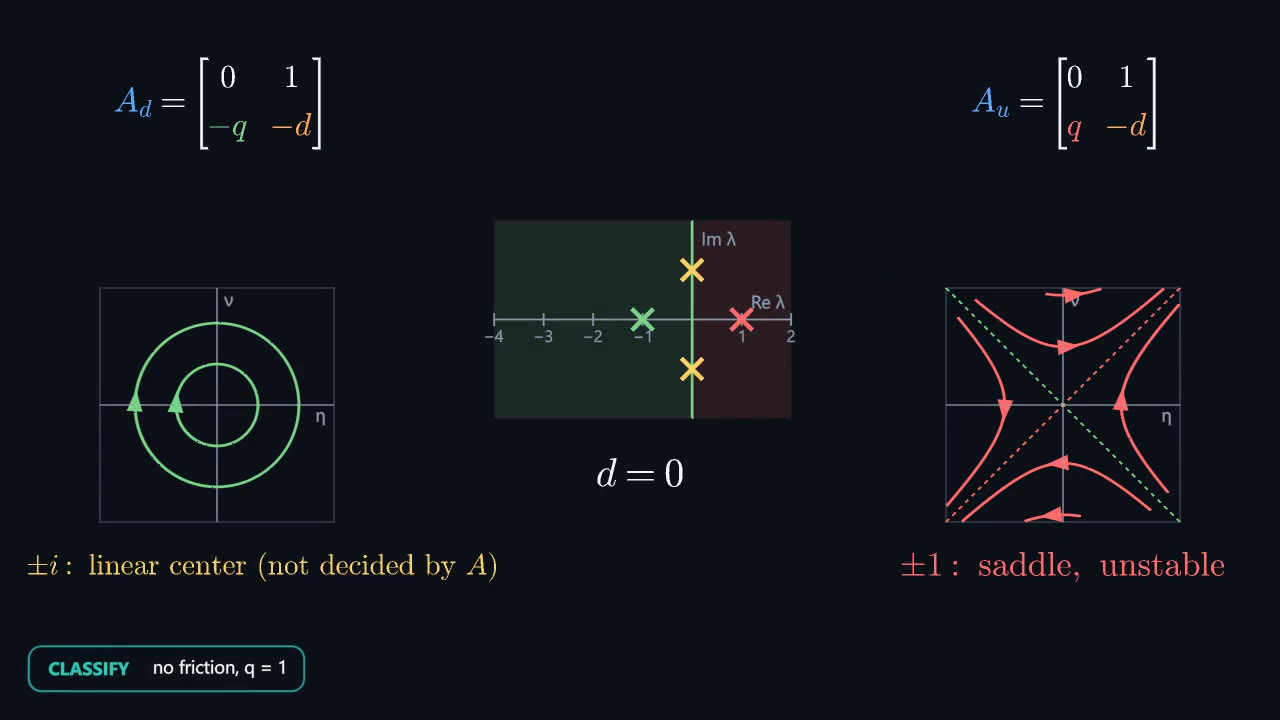 A_d = [0 1; −q −d]
A_u = [0 1; q −d]
Im λ
Re λ
−4 −3 −2 −1 1 2
d = 0
ν
η
ν
η
±i : linear center (not decided by A)
±1 : saddle, unstable
CLASSIFY no friction, q = 1